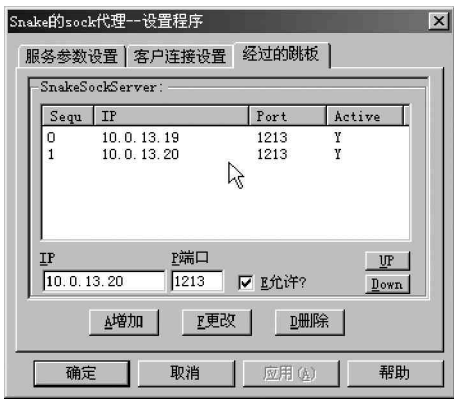 Snake的sock代理--设置程序
服务参数设置 客户连接设置 经过的跳板
SnakeSockServer:
Sequ IP Port Active
0 10.0.13.19 1213 Y
1 10.0.13.20 1213 Y
IP P端口 UP
10.0.13.20 1213 E允许? Down
A增加 F更改 D删除
确定 取消 应用(A) 帮助